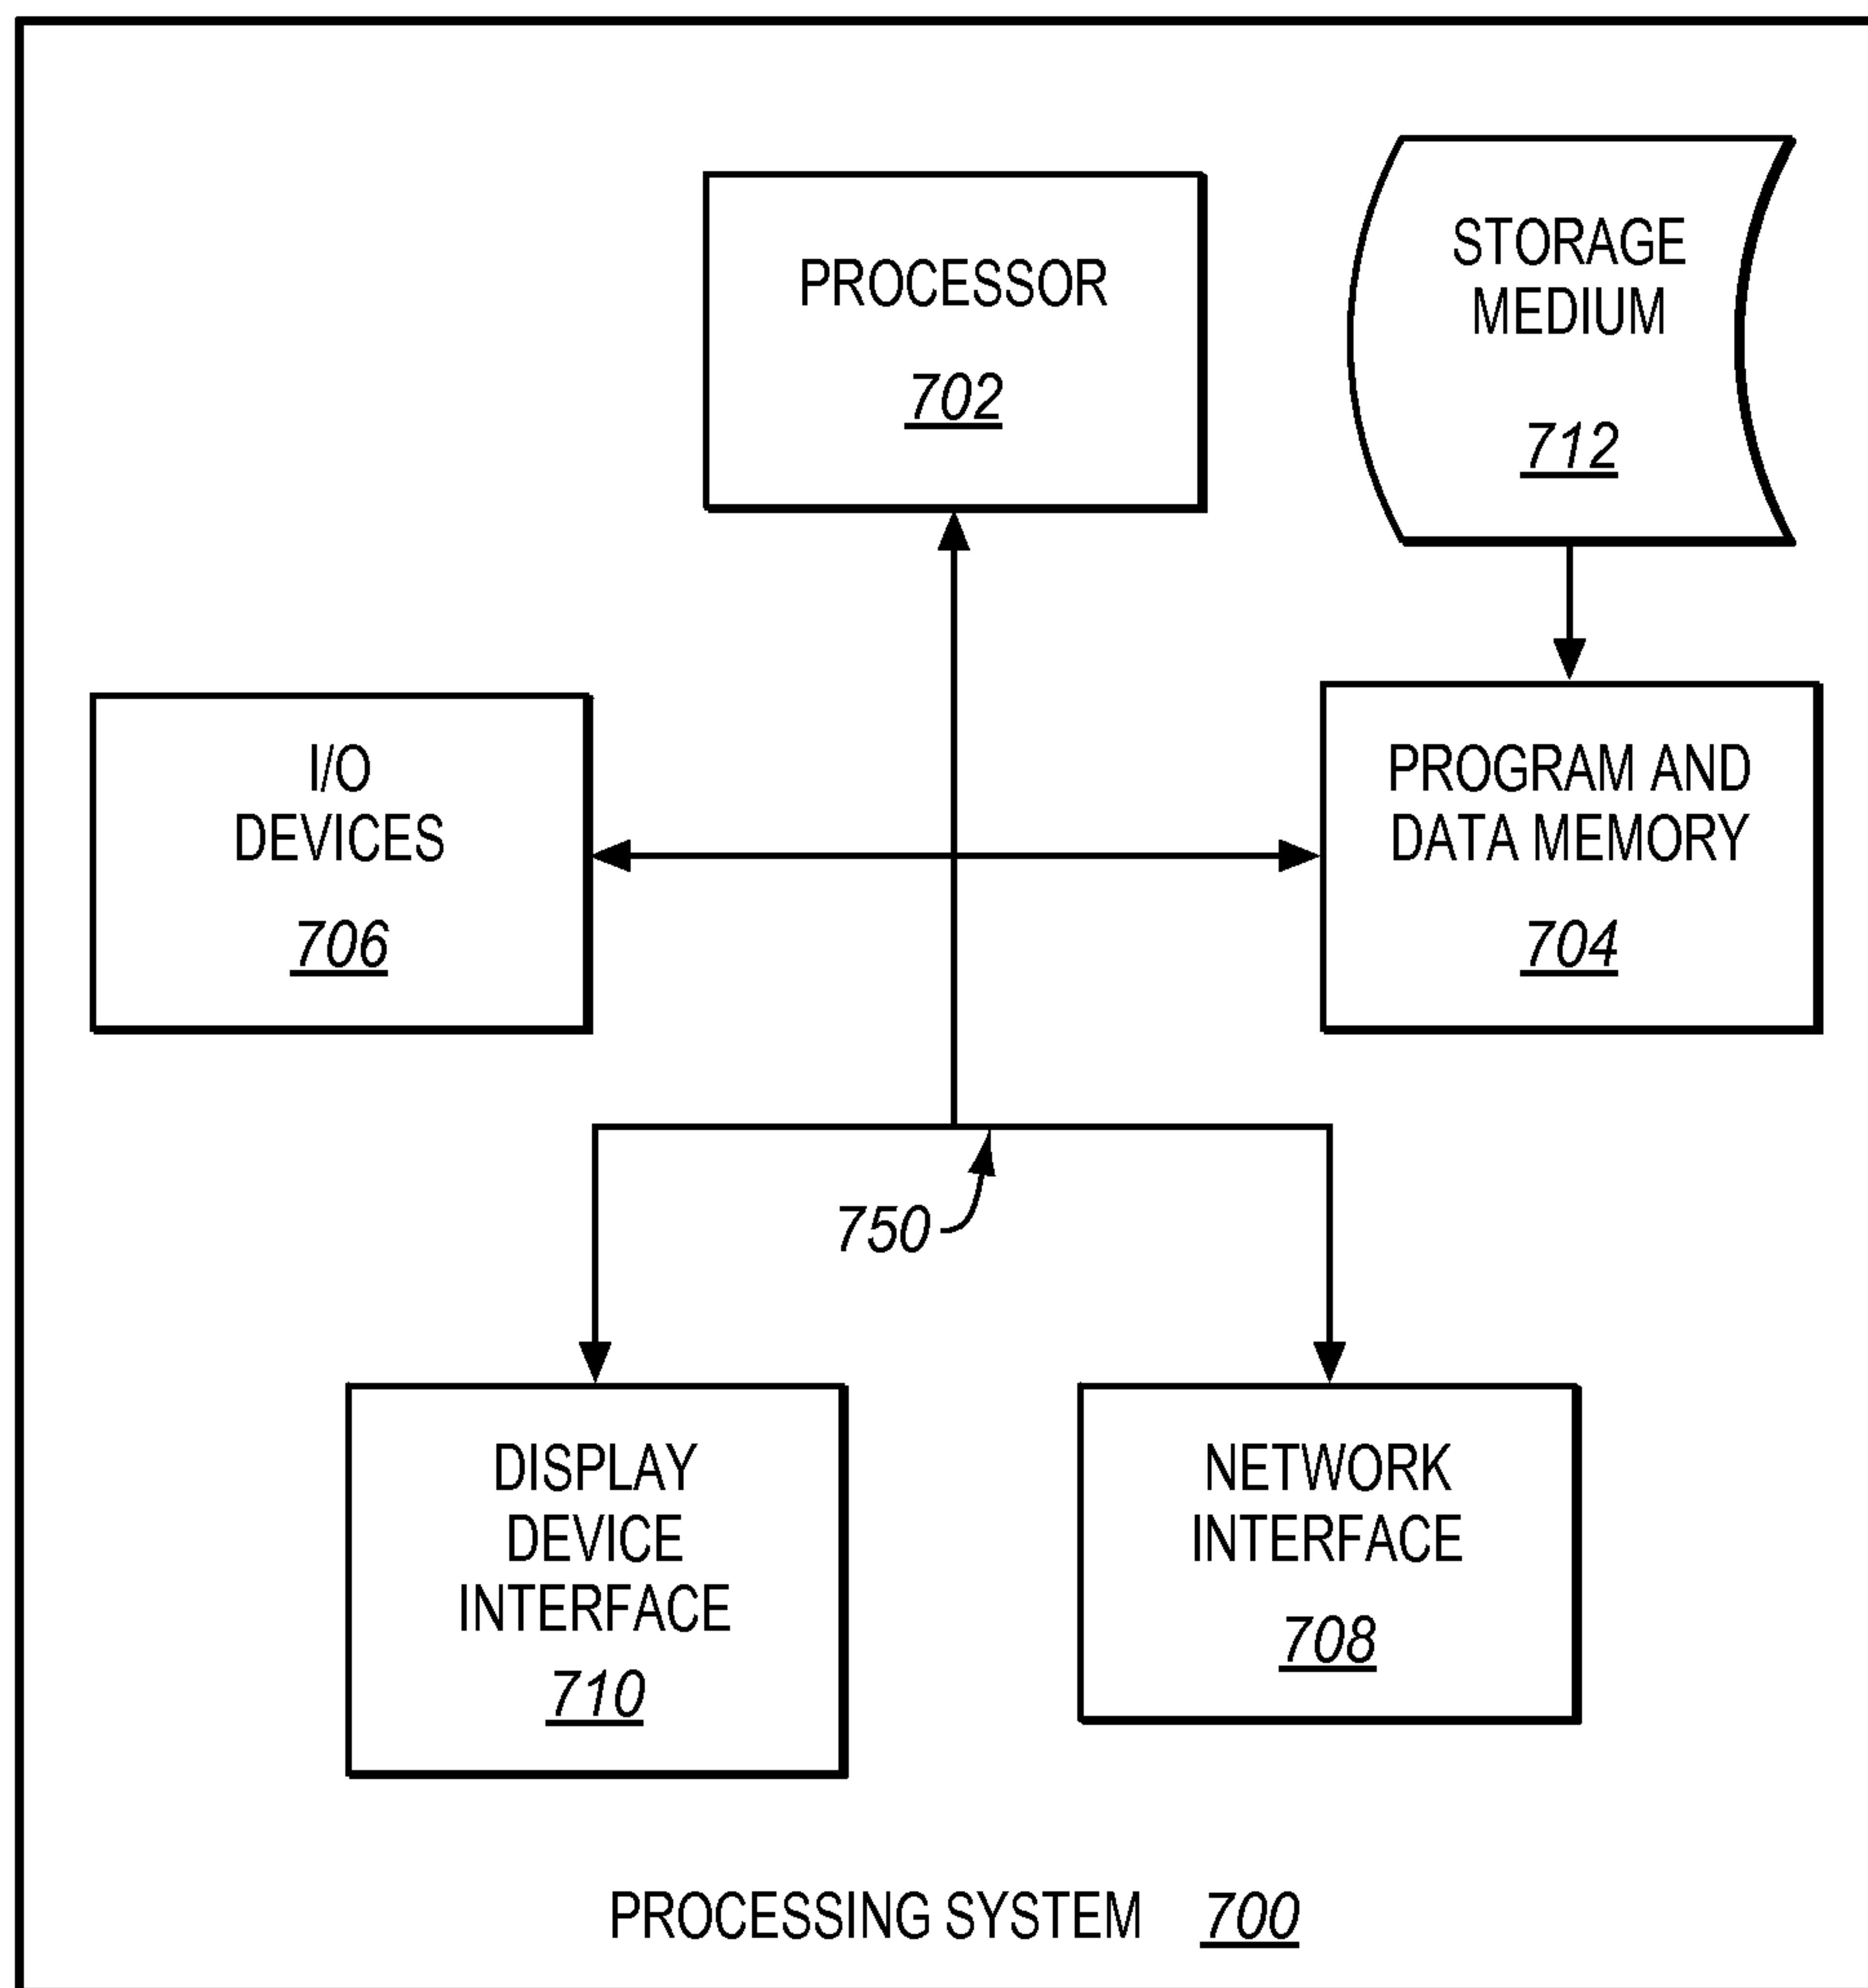 PROCESSOR
702
STORAGE
MEDIUM
712
I/O
DEVICES
706
PROGRAM AND
DATA MEMORY
704
750
DISPLAY
DEVICE
INTERFACE
710
NETWORK
INTERFACE
708
PROCESSING SYSTEM 700